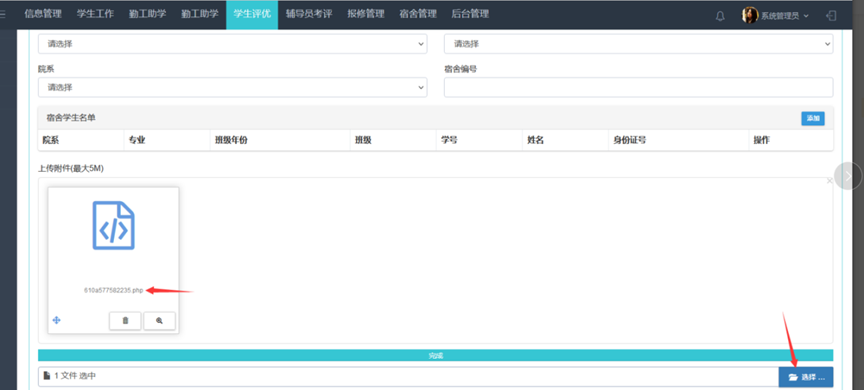 信息管理 学生工作 勤工助学 勤工助学 学生评优 辅导员考评 报修管理 宿舍管理 后台管理 系统管理员
请选择 请选择
院系 宿舍编号
请选择
宿舍学生名单 添加
院系 专业 班级年份 班级 学号 姓名 身份证号 操作
上传附件(最大5M)
610a577582235.php
完成
1 文件 选中 选择 ...